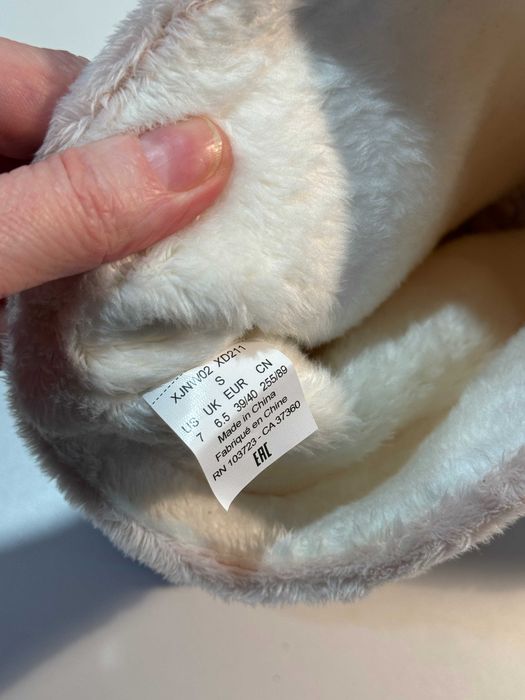 XJNW02 XD211
S
US UK EUR CN
7 6.5 39/40 255/89
Made in China
Fabriqué en Chine
RN 103723 - CA 37360
EAC